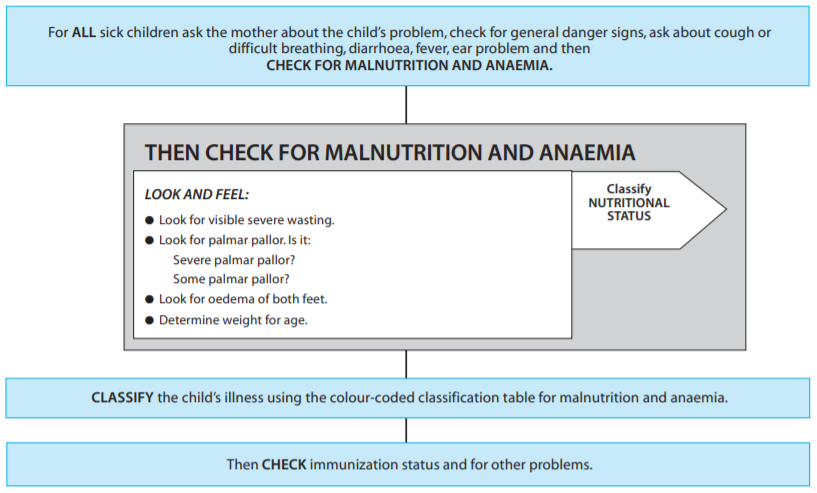 For ALL sick children ask the mother about the child's problem, check for general danger signs, ask about cough or
difficult breathing, diarrhoea, fever, ear problem and then
CHECK FOR MALNUTRITION AND ANAEMIA.
THEN CHECK FOR MALNUTRITION AND ANAEMIA
LOOK AND FEEL:
● Look for visible severe wasting.
● Look for palmar pallor. Is it:
Severe palmar pallor?
Some palmar pallor?
● Look for oedema of both feet.
● Determine weight for age.
Classify
NUTRITIONAL
STATUS
CLASSIFY the child's illness using the colour-coded classification table for malnutrition and anaemia.
Then CHECK immunization status and for other problems.